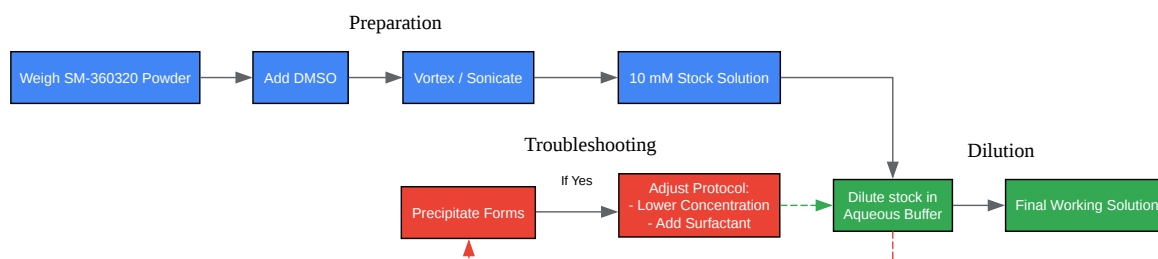 Preparation
Weigh SM-360320 Powder
Add DMSO
Vortex / Sonicate
10 mM Stock Solution
Troubleshooting
Dilution
If Yes
Precipitate Forms
Adjust Protocol:
- Lower Concentration
- Add Surfactant
Dilute stock in
Aqueous Buffer
Final Working Solution